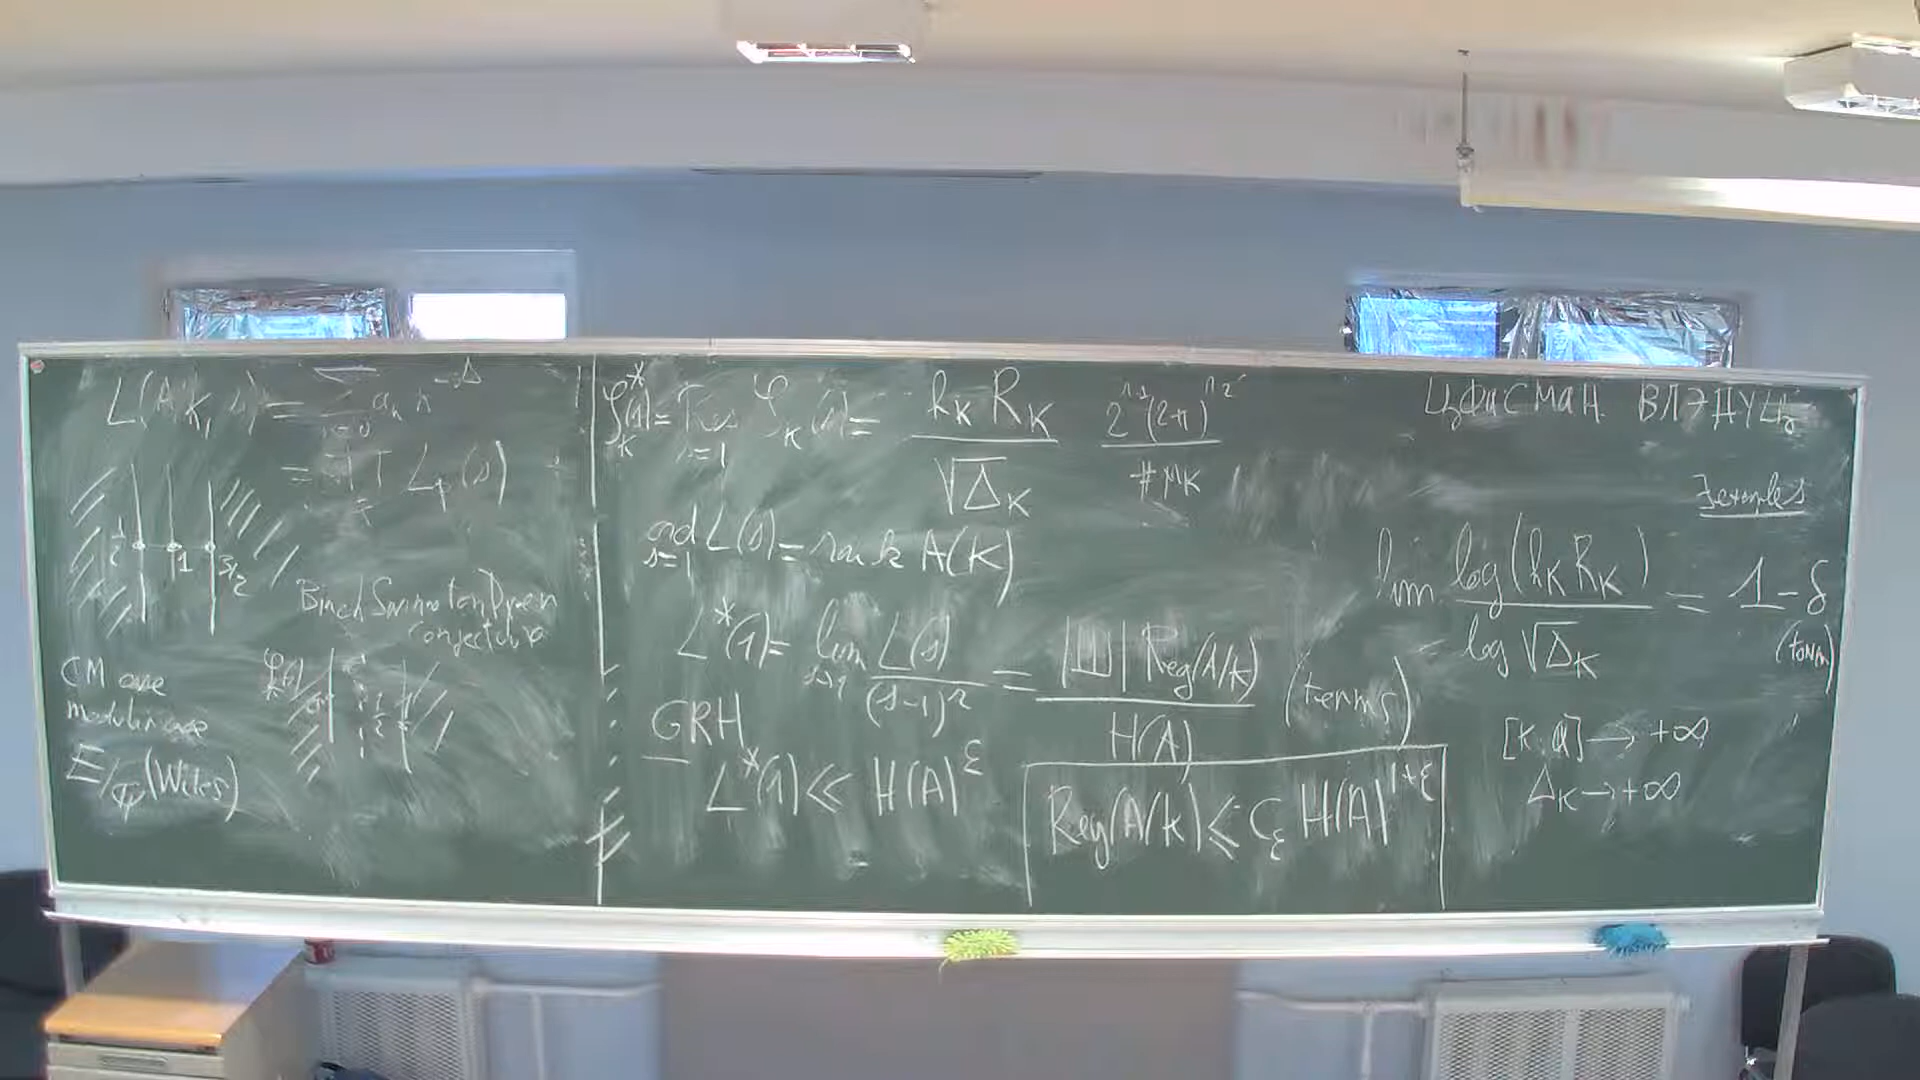 L(A/K, s) = Σ aₙ n⁻ˢ
= Π L_p(s)
1/2 1 3/2
Birch Swinnerton Dyer
conjecture
CM case
modular case
E/ℚ (Wiles)
1/2
ζ*_K(1) = Res_{s=1} ζ_K(s) = h_K R_K / √Δ_K · 2^{r₁}(2π)^{r₂} / #μ_K
ord_{s=1} L(s) = rank A(K)
L*(1) = lim_{s→1} L(s)/(s-1)^r = |Ш| Reg(A/K) / H(A) (terms)
GRH
L*(1) ≪ H(A)^ε
Reg(A/K) ≤ C_ε H(A)^{1+ε}
∃ examples
lim log(h_K R_K) / log √Δ_K = 1-δ
[K:ℚ] → +∞
Δ_K → +∞